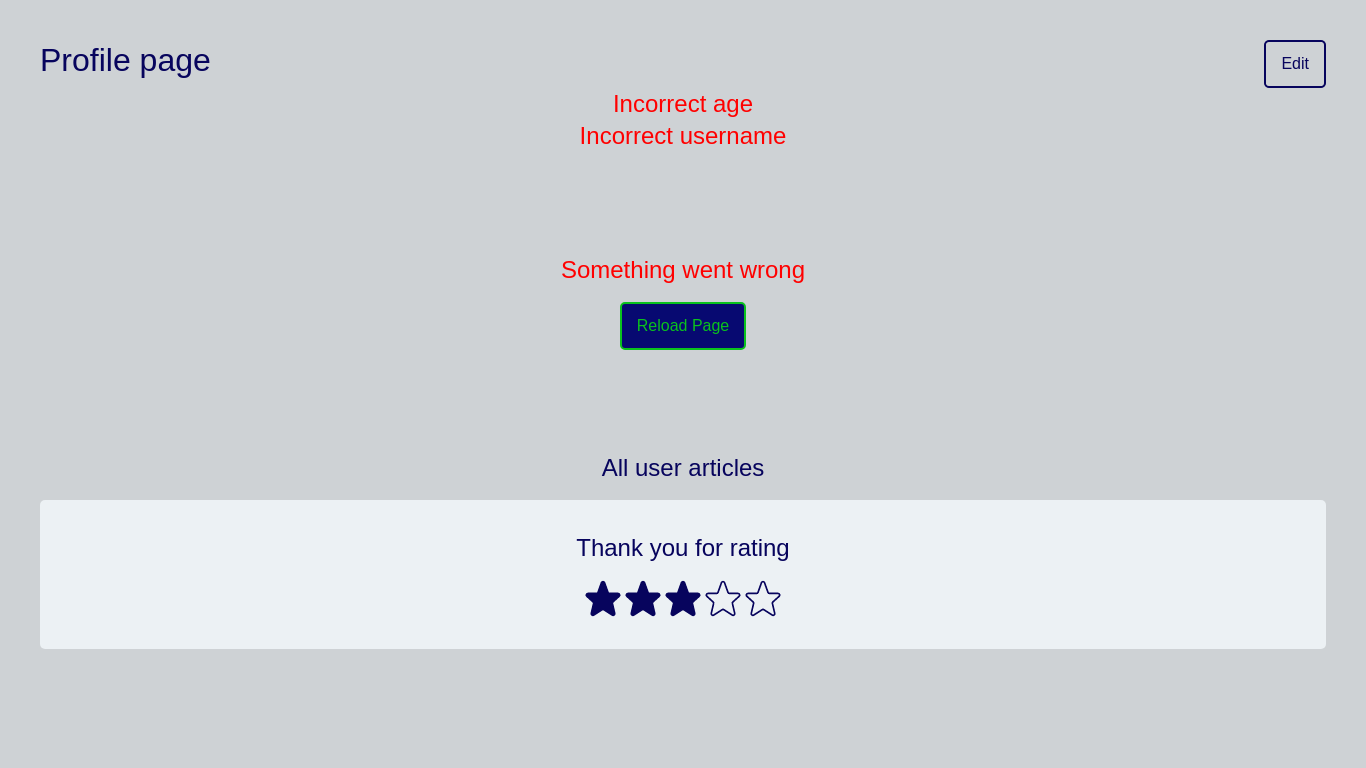 Profile page
Edit
Incorrect age
Incorrect username
Something went wrong
Reload Page
All user articles
Thank you for rating